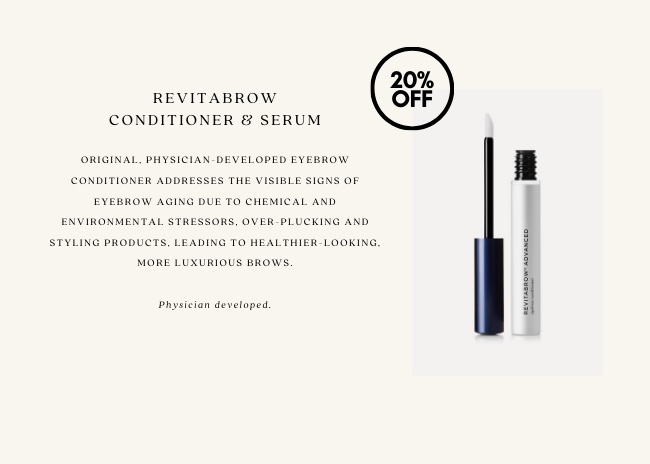 REVITABROW
CONDITIONER & SERUM
ORIGINAL, PHYSICIAN-DEVELOPED EYEBROW
CONDITIONER ADDRESSES THE VISIBLE SIGNS OF
EYEBROW AGING DUE TO CHEMICAL AND
ENVIRONMENTAL STRESSORS, OVER-PLUCKING AND
STYLING PRODUCTS, LEADING TO HEALTHIER-LOOKING,
MORE LUXURIOUS BROWS.
Physician developed.
20%
OFF
REVITABROW® ADVANCED